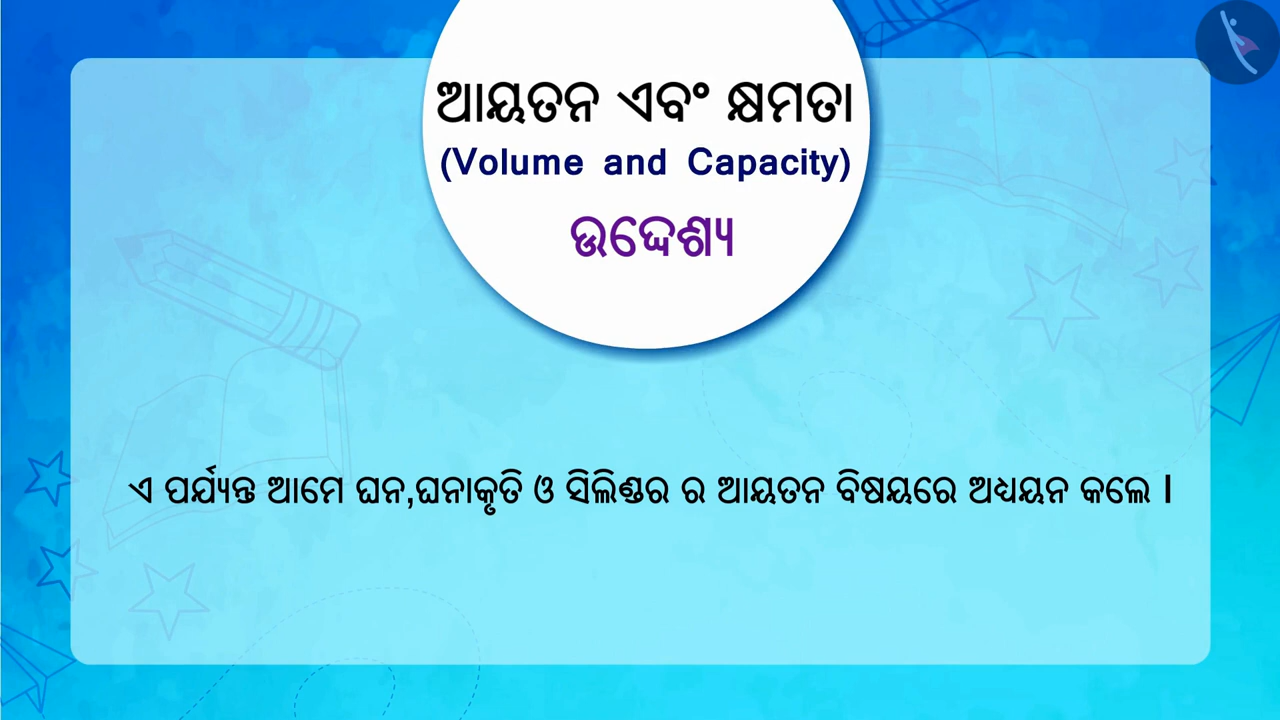 ଆୟତନ ଏବଂ କ୍ଷମତା
(Volume and Capacity)
ଉଦ୍ଦେଶ୍ୟ
ଏ ପର୍ଯ୍ୟନ୍ତ ଆମେ ଘନ,ଘନାକୃତି ଓ ସିଲିଣ୍ଡର ର ଆୟତନ ବିଷୟରେ ଅଧ୍ୟୟନ କଲେ ।